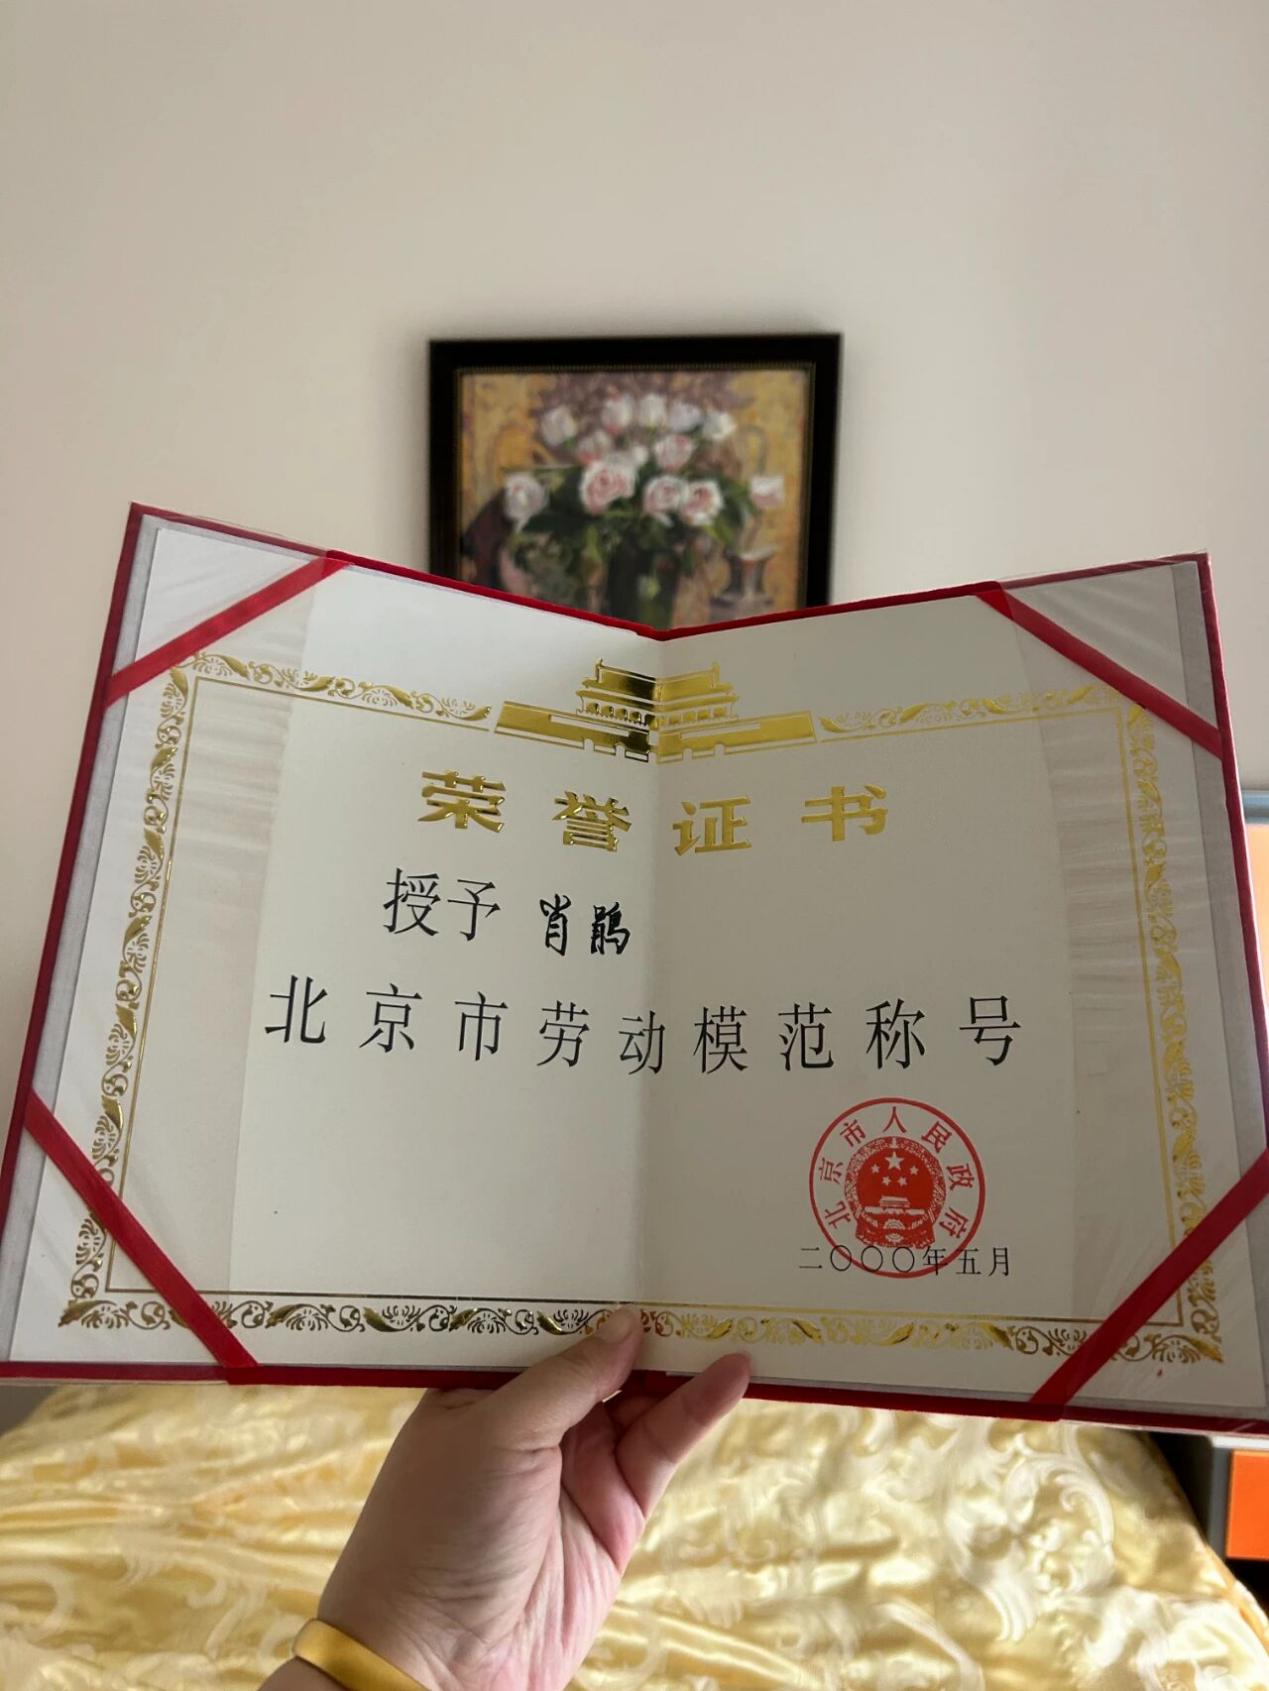 荣誉证书
授予 肖鹃
北京市劳动模范称号
北京市人民政府
二〇〇〇年五月